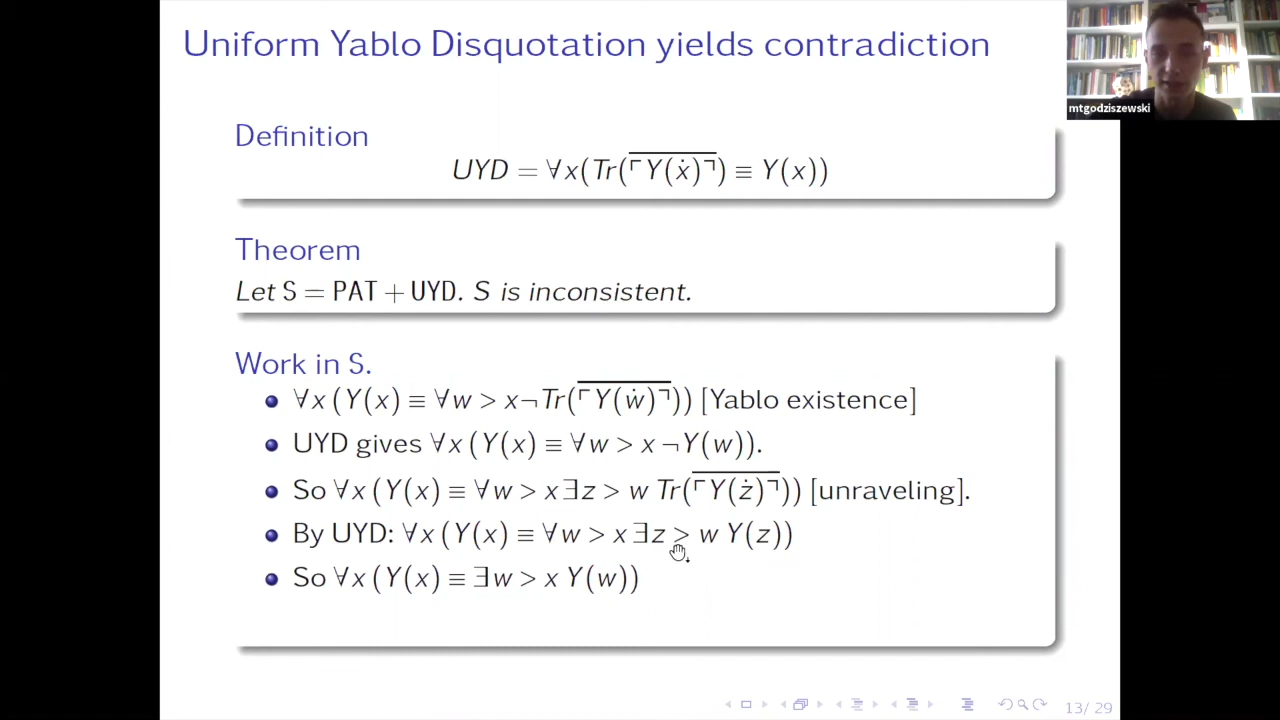 Uniform Yablo Disquotation yields contradiction
mtgodziszewski
Definition
UYD = ∀x(Tr(⌜Y(ẋ)⌝) ≡ Y(x))
Theorem
Let S = PAT + UYD. S is inconsistent.
Work in S.
∀x (Y(x) ≡ ∀w > x¬Tr(⌜Y(ẇ)⌝)) [Yablo existence]
UYD gives ∀x (Y(x) ≡ ∀w > x ¬Y(w)).
So ∀x (Y(x) ≡ ∀w > x ∃z > w Tr(⌜Y(ż)⌝)) [unraveling].
By UYD: ∀x (Y(x) ≡ ∀w > x ∃z > w Y(z))
So ∀x (Y(x) ≡ ∃w > x Y(w))
13/ 29